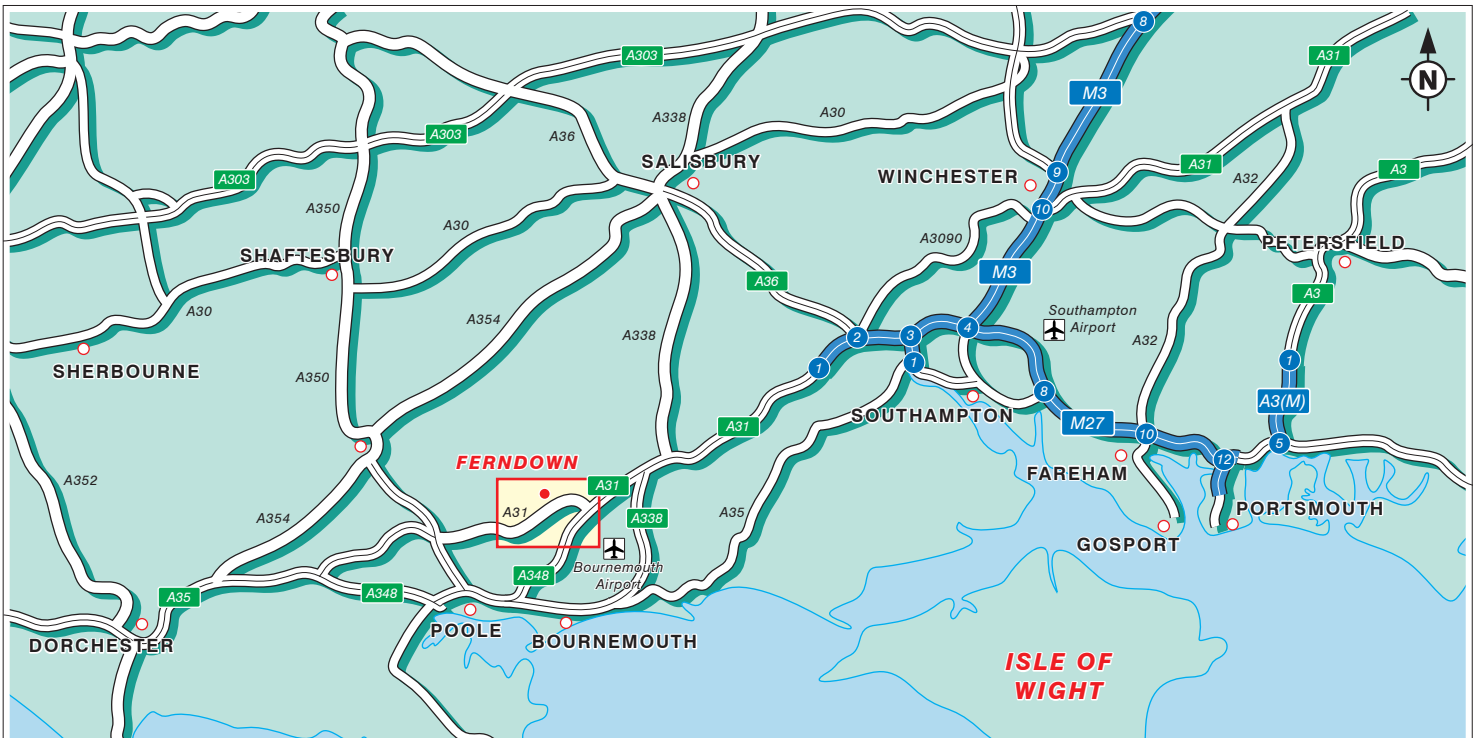 8
A303
A31
N
M3
A338
A30
A303
A36
SALISBURY
A31
A3
WINCHESTER
9
A303
A32
A350
10
A30
A3090
PETERSFIELD
SHAFTESBURY
M3
A36
A3
A30
Southampton
Airport
A354
A338
2
3
4
A32
SHERBOURNE
1
1
1
A350
8
A3(M)
SOUTHAMPTON
M27
A31
10
5
FERNDOWN
12
FAREHAM
A352
A31
A31
A338
A35
PORTSMOUTH
A354
GOSPORT
Bournemouth
Airport
A348
A35
A348
POOLE
BOURNEMOUTH
DORCHESTER
ISLE OF
WIGHT